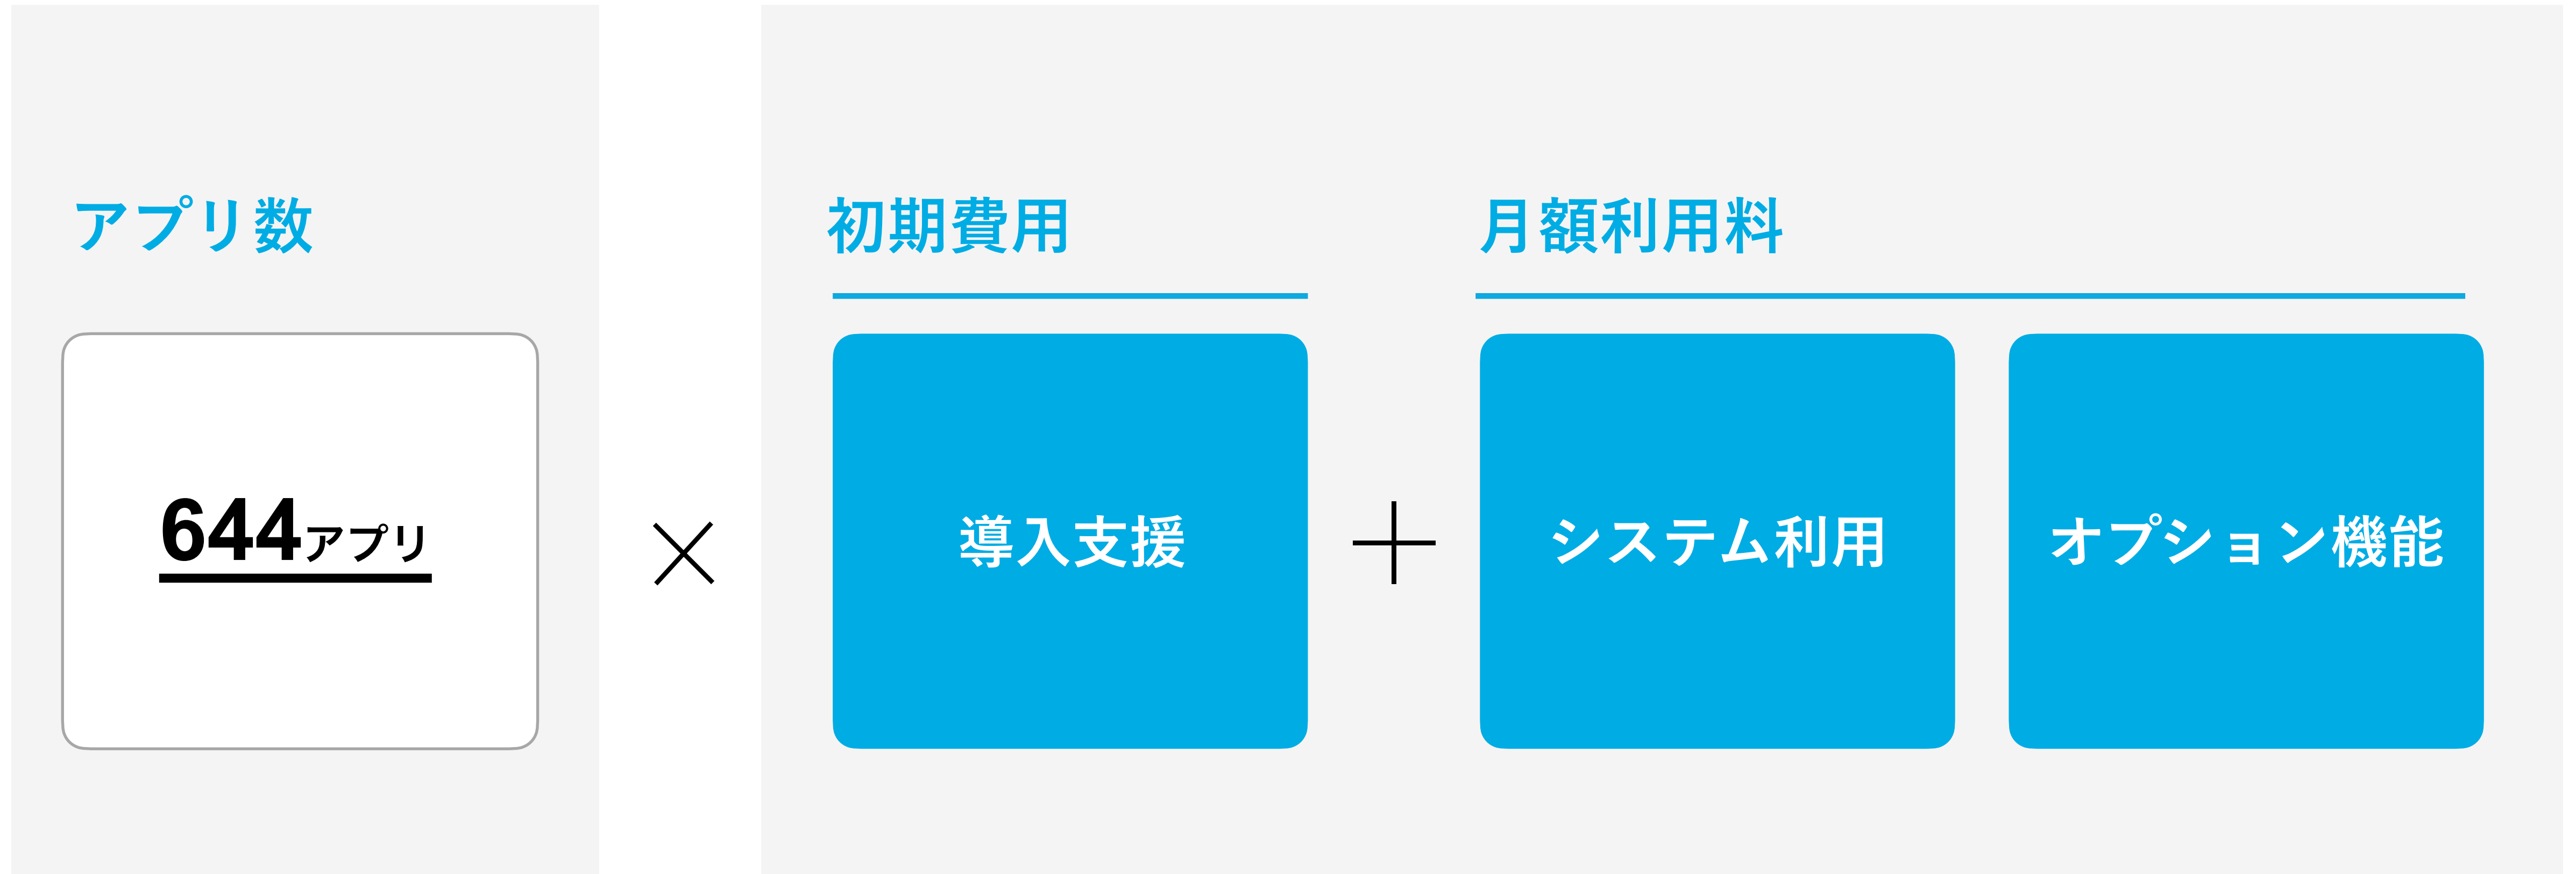 アプリ数
644アプリ
×
初期費用
導入支援
+
月額利用料
システム利用
オプション機能